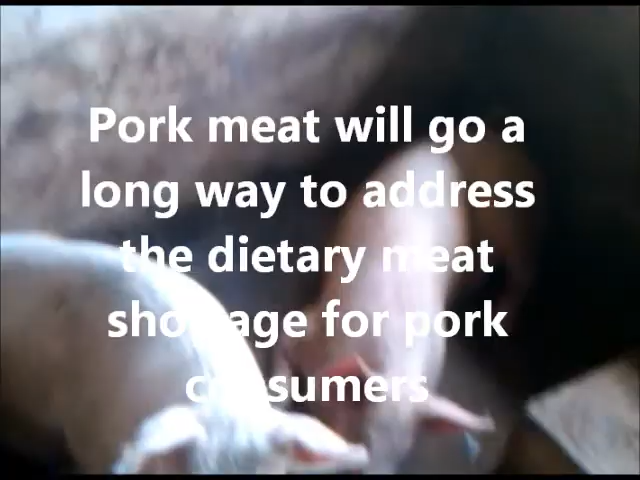 Pork meat will go a
long way to address
the dietary meat
shortage for pork
consumers